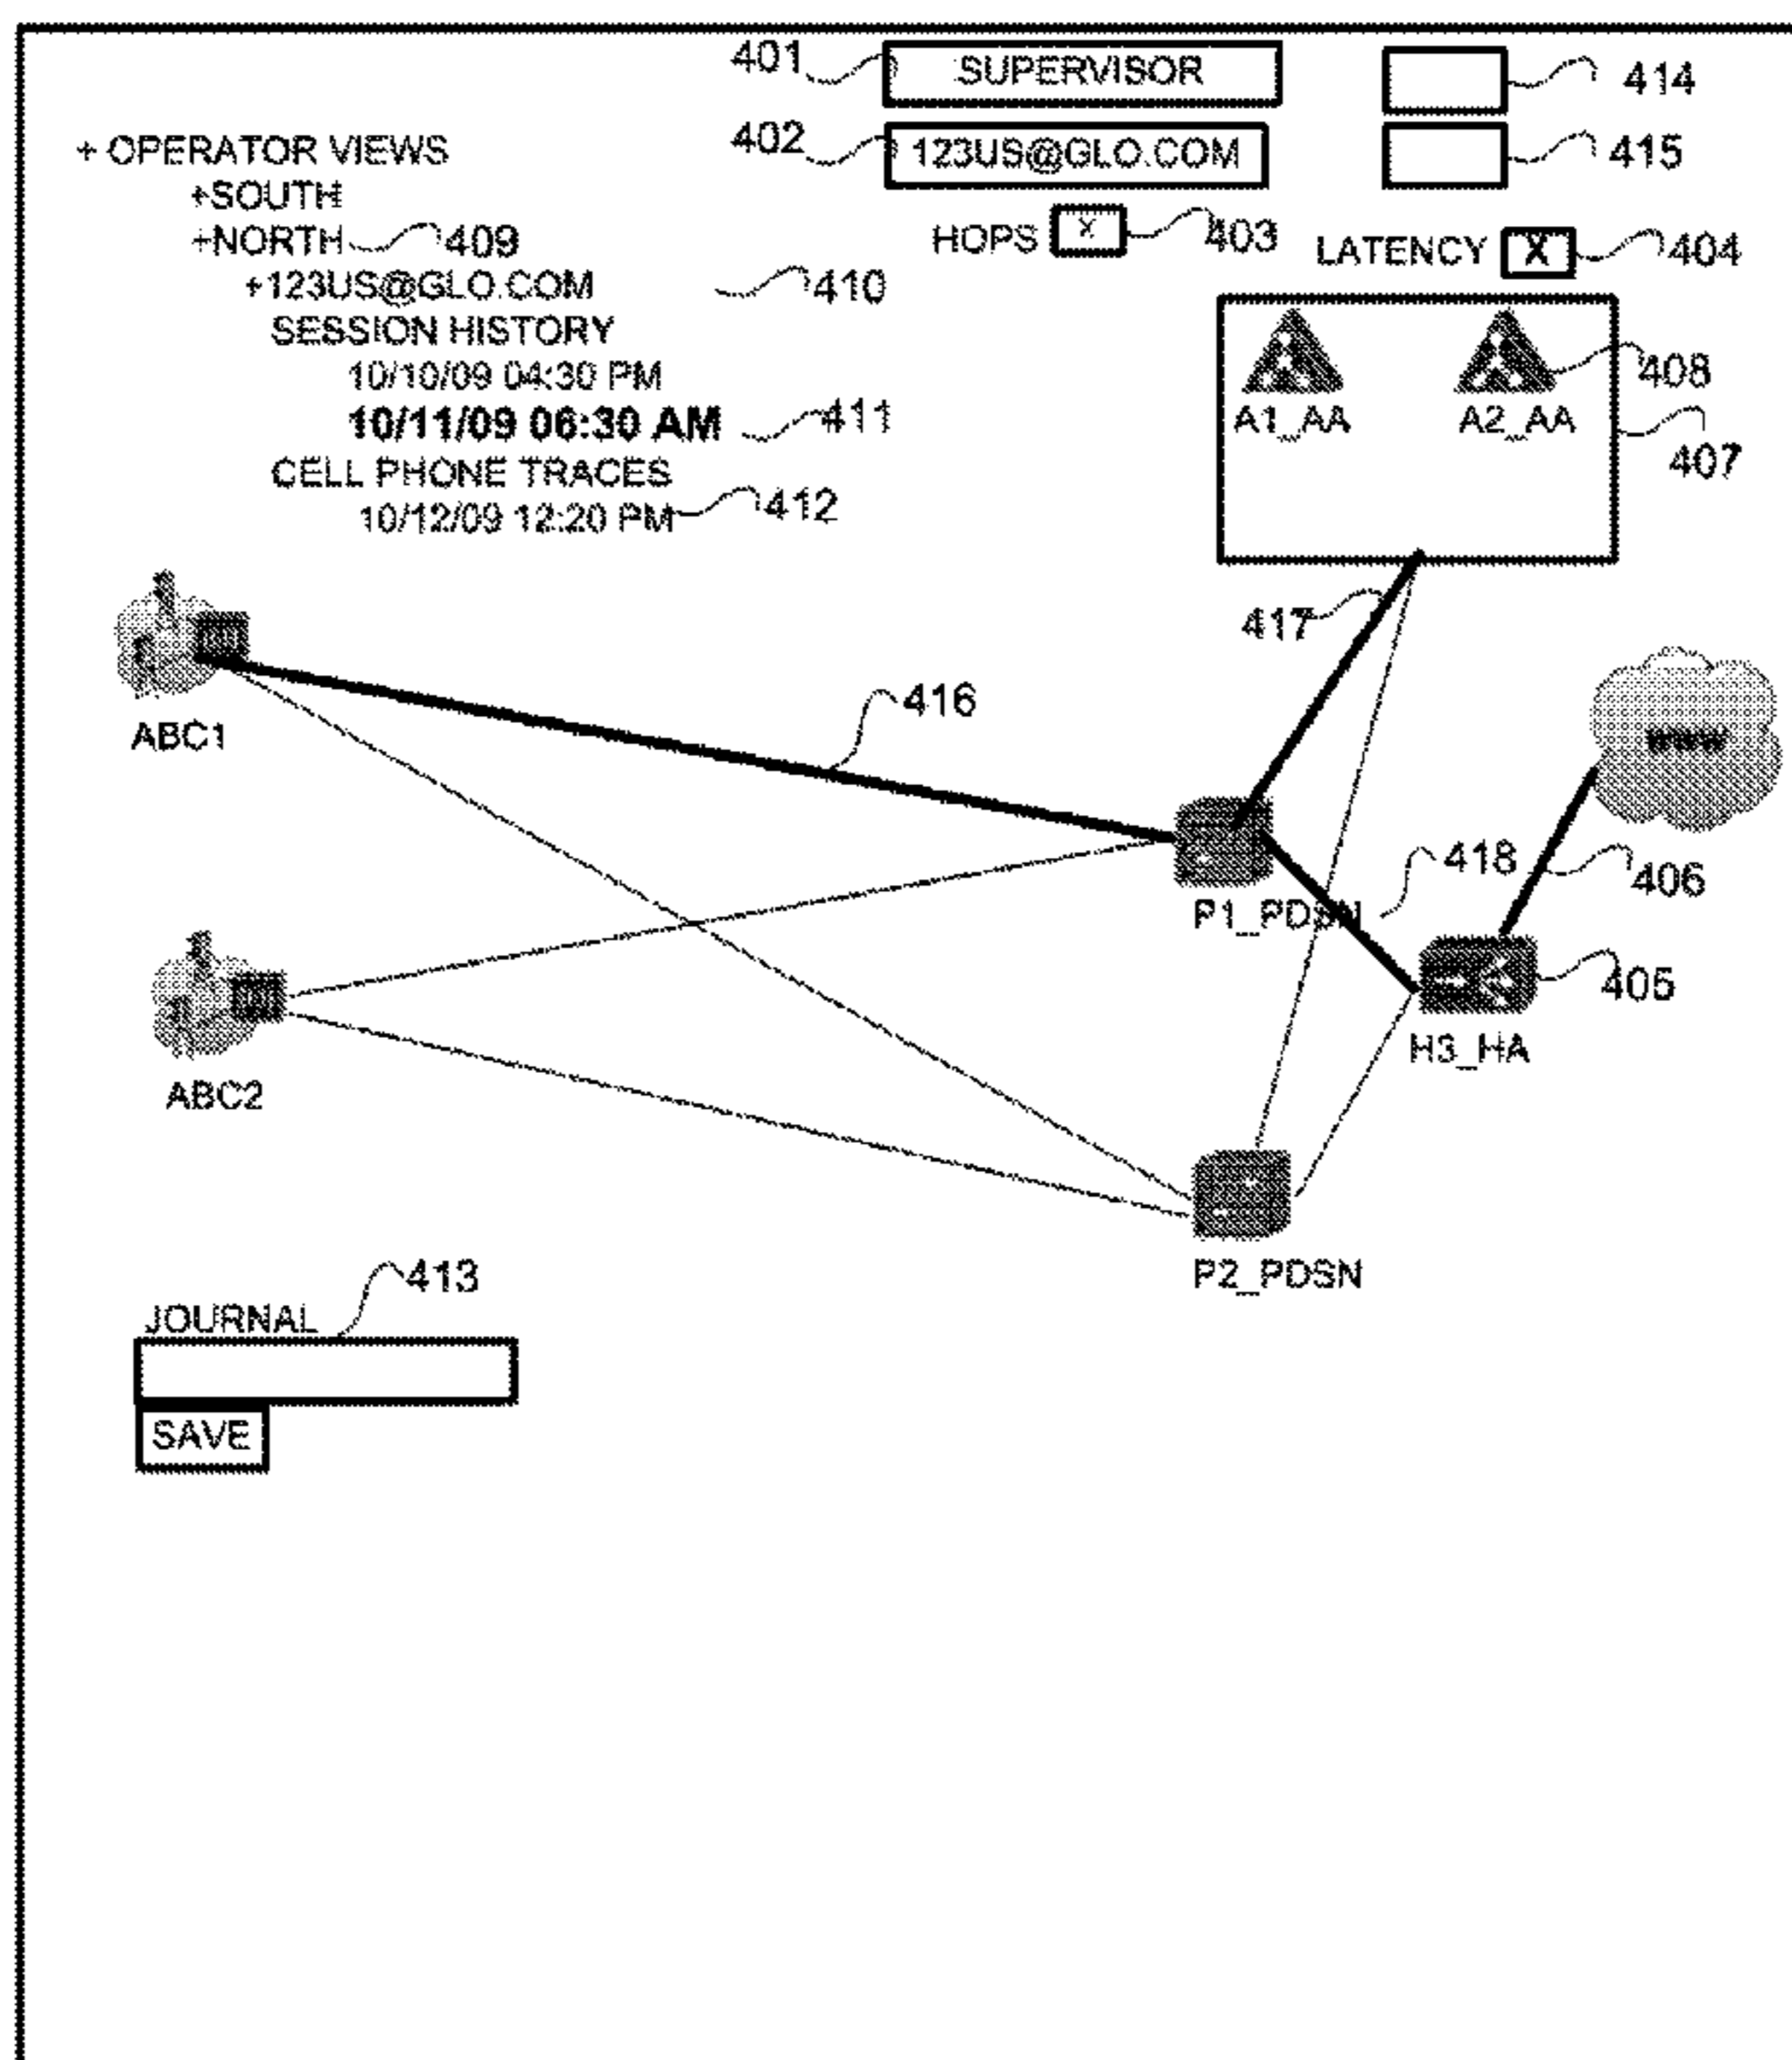 401
SUPERVISOR
414
402
123US@GLO.COM
415
+ OPERATOR VIEWS
+SOUTH
+NORTH
409
HOPS
X
403
LATENCY
X
404
+123US@GLO.COM
410
SESSION HISTORY
10/10/09 04:30 PM
10/11/09 06:30 AM
411
CELL PHONE TRACES
10/12/09 12:20 PM
412
A1_AA
A2_AA
408
407
417
ABC1
416
www
P1_PDSN
418
406
405
H3_HA
ABC2
P2_PDSN
413
JOURNAL
SAVE